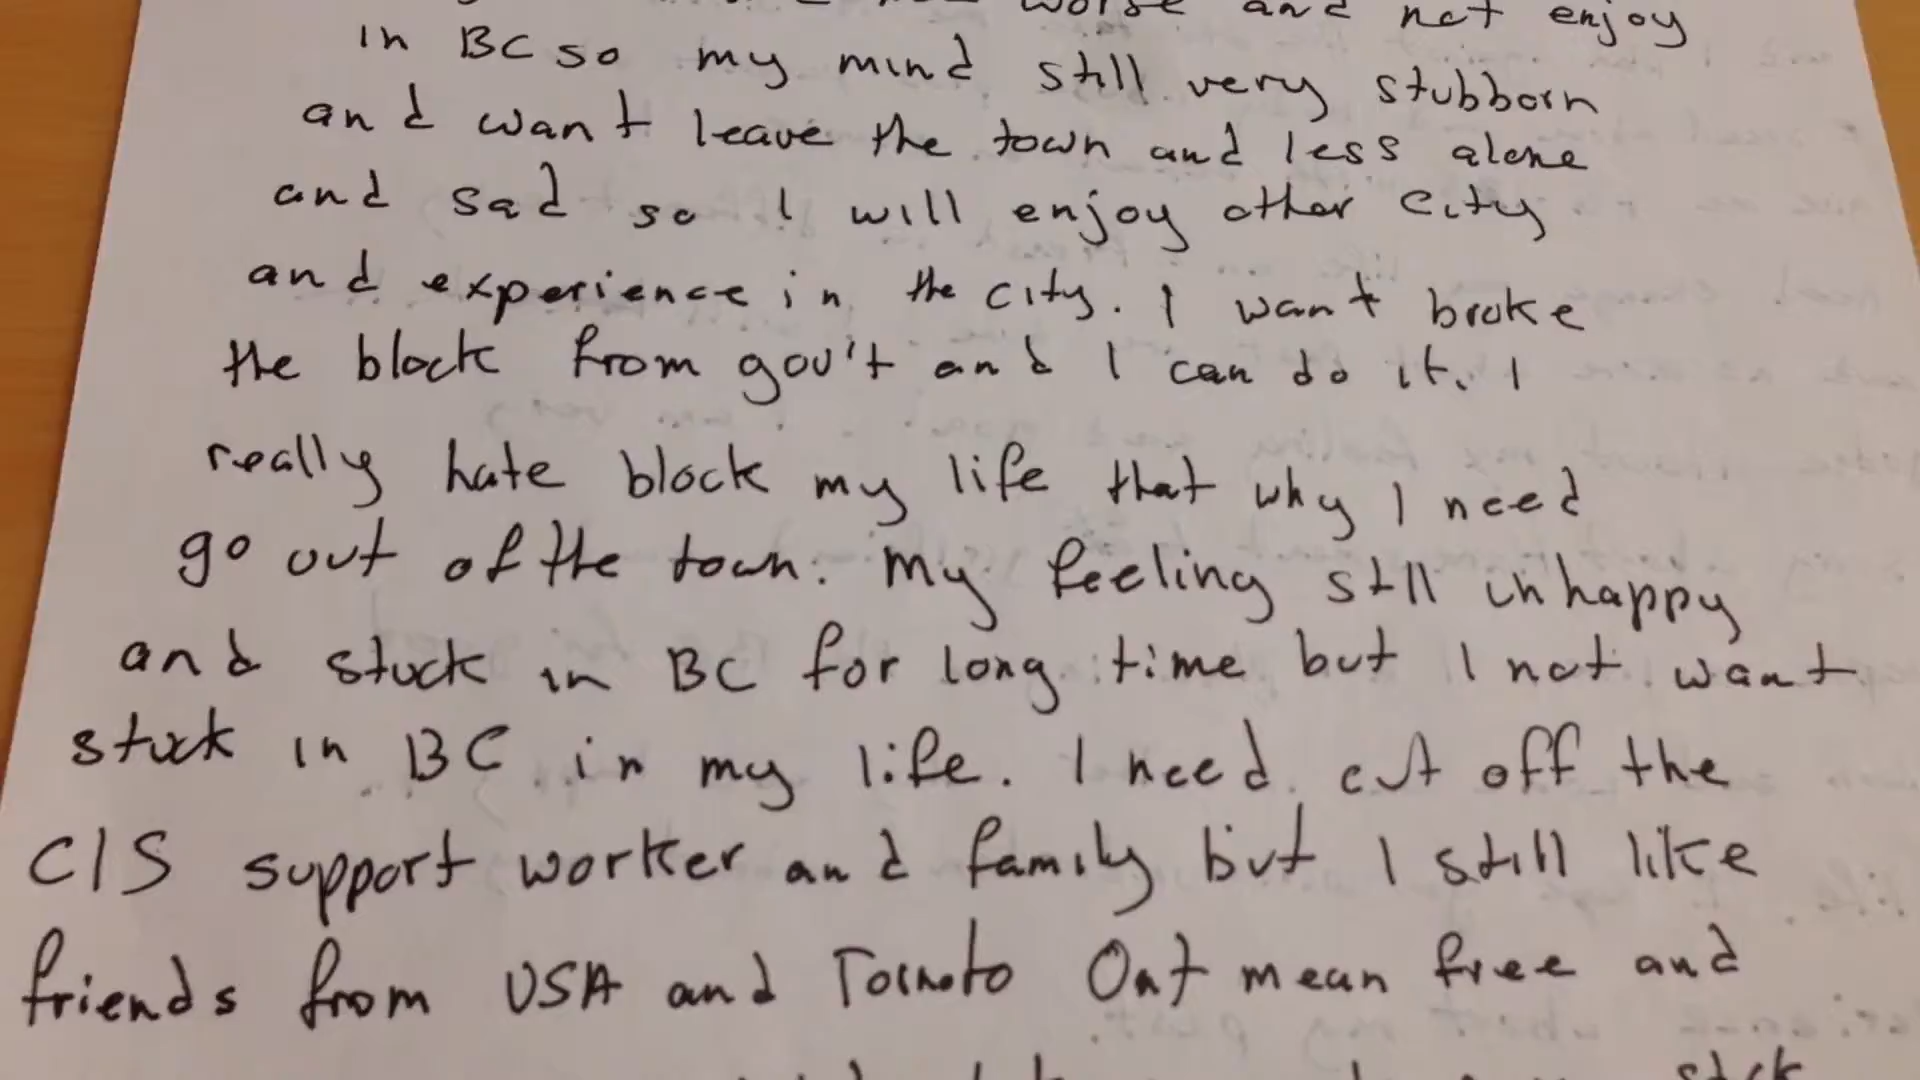 worse and not enjoy
in BC so my mind still very stubborn
and want leave the town and less alone
and sad so I will enjoy other city
and experience in the city. I want broke
the block from gov't and I can do it. I
really hate block my life that why I need
go out of the town. My feeling still unhappy
and stuck in BC for long time but I not want
stuck in BC in my life. I need cut off the
CIS support worker and family but I still like
friends from USA and Toronto Ont mean free and